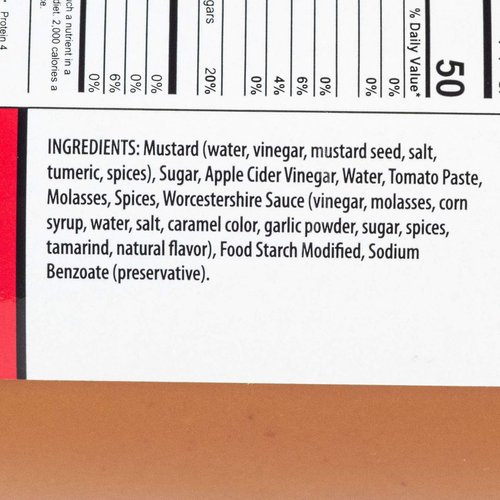 Protein 4
ch a nutrient in a
diet. 2,000 calories a
ce.
0%
6%
0%
0%
gars
20%
0%
4%
6%
0%
0%
0%
% Daily Value*
50
INGREDIENTS: Mustard (water, vinegar, mustard seed, salt,
tumeric, spices), Sugar, Apple Cider Vinegar, Water, Tomato Paste,
Molasses, Spices, Worcestershire Sauce (vinegar, molasses, corn
syrup, water, salt, caramel color, garlic powder, sugar, spices,
tamarind, natural flavor), Food Starch Modified, Sodium
Benzoate (preservative).